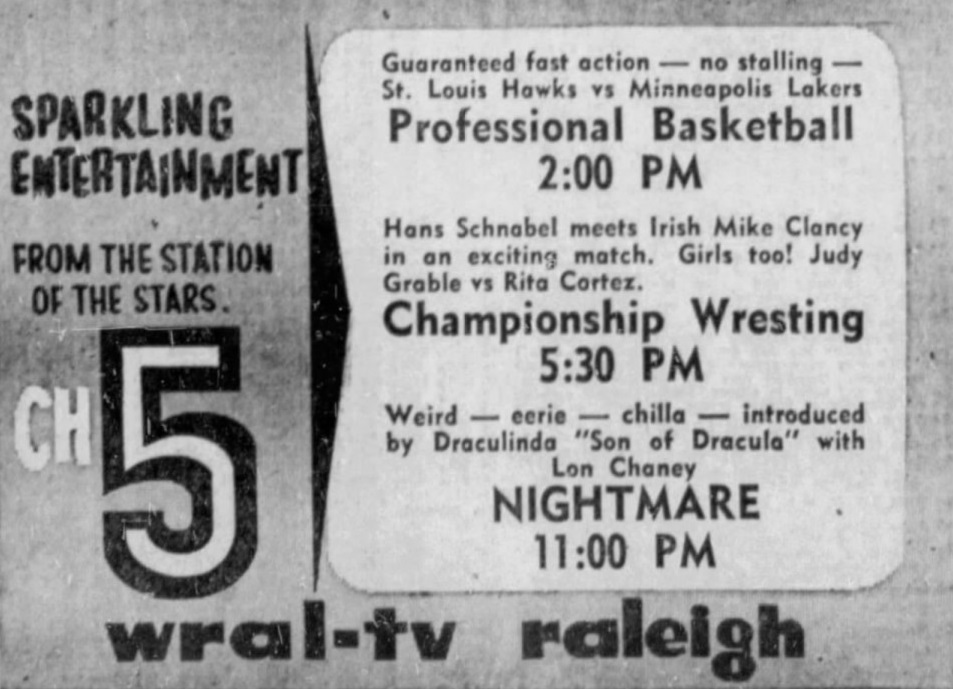 SPARKLING
ENTERTAINMENT
FROM THE STATION
OF THE STARS.
CH 5
Guaranteed fast action — no stalling —
St. Louis Hawks vs Minneapolis Lakers
Professional Basketball
2:00 PM
Hans Schnabel meets Irish Mike Clancy
in an exciting match. Girls too! Judy
Grable vs Rita Cortez.
Championship Wresting
5:30 PM
Weird — eerie — chilla — introduced
by Draculinda "Son of Dracula" with
Lon Chaney
NIGHTMARE
11:00 PM
wral-tv raleigh